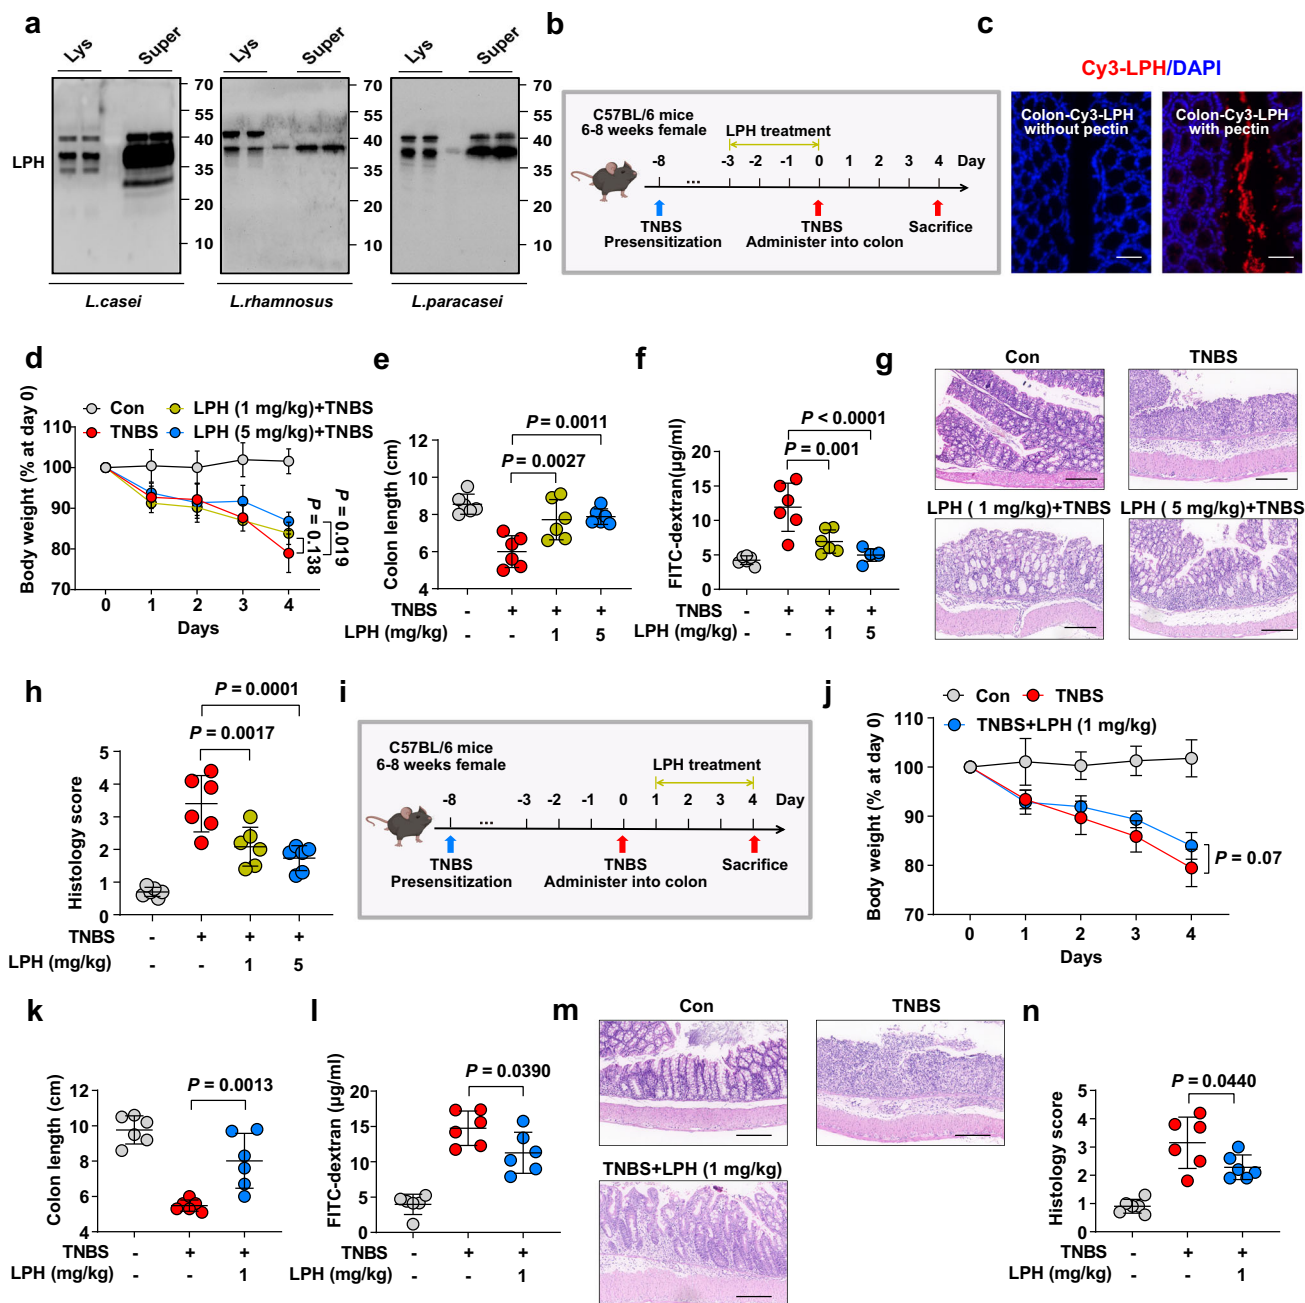 a
Lys
Super
Lys
Super
Lys
Super
LPH
70
55
40
35
20
10
70
55
40
35
20
10
70
55
40
35
20
10
L.casei
L.rhamnosus
L.paracasei
b
C57BL/6 mice
6-8 weeks female
LPH treatment
-8 ... -3 -2 -1 0 1 2 3 4 Day
TNBS
Presensitization
TNBS
Administer into colon
Sacrifice
c
Cy3-LPH/DAPI
Colon-Cy3-LPH
without pectin
Colon-Cy3-LPH
with pectin
d
Con
TNBS
LPH (1 mg/kg)+TNBS
LPH (5 mg/kg)+TNBS
Body weight (% at day 0)
110
100
90
80
70
0 1 2 3 4
Days
P = 0.138
P = 0.019
e
Colon length (cm)
12
10
8
6
4
P = 0.0011
P = 0.0027
TNBS - + + +
LPH (mg/kg) - - 1 5
f
FITC-dextran(μg/ml)
20
15
10
5
0
P < 0.0001
P = 0.001
TNBS - + + +
LPH (mg/kg) - - 1 5
g
Con
TNBS
LPH ( 1 mg/kg)+TNBS
LPH ( 5 mg/kg)+TNBS
h
Histology score
5
4
3
2
1
0
P = 0.0001
P = 0.0017
TNBS - + + +
LPH (mg/kg) - - 1 5
i
C57BL/6 mice
6-8 weeks female
LPH treatment
-8 ... -3 -2 -1 0 1 2 3 4 Day
TNBS
Presensitization
TNBS
Administer into colon
Sacrifice
j
Con
TNBS
TNBS+LPH (1 mg/kg)
Body weight (% at day 0)
110
100
90
80
70
0 1 2 3 4
Days
P = 0.07
k
Colon length (cm)
12
10
8
6
4
P = 0.0013
TNBS - + +
LPH (mg/kg) - - 1
l
FITC-dextran (μg/ml)
20
15
10
5
0
P = 0.0390
TNBS - + +
LPH (mg/kg) - - 1
m
Con
TNBS
TNBS+LPH (1 mg/kg)
n
Histology score
5
4
3
2
1
0
P = 0.0440
TNBS - + +
LPH (mg/kg) - - 1